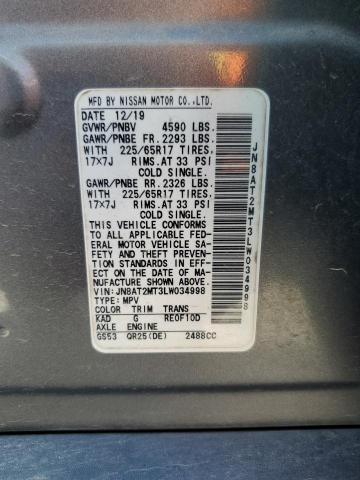 MFD BY NISSAN MOTOR CO.,LTD.
DATE 12/19
GVWR/PNBV 4590 LBS.
GAWR/PNBE FR. 2293 LBS.
WITH 225/65R17 TIRES,
17x7J RIMS. AT 33 PSI
COLD SINGLE.
GAWR/PNBE RR. 2326 LBS.
WITH 225/65R17 TIRES,
17x7J RIMS. AT 33 PSI
COLD SINGLE.
THIS VEHICLE CONFORMS
TO ALL APPLICABLE FED-
ERAL MOTOR VEHICLE SA-
FETY AND THEFT PREVEN-
TION STANDARDS IN EF-
FECT ON THE DATE OF MA-
NUFACTURE SHOWN ABOVE.
VIN:JN8AT2MT3LW034998
TYPE: MPV
COLOR TRIM TRANS
KAD G RE0F10D
AXLE ENGINE
GS53 QR25(DE) 2488CC
JN8AT2MT3LW034998